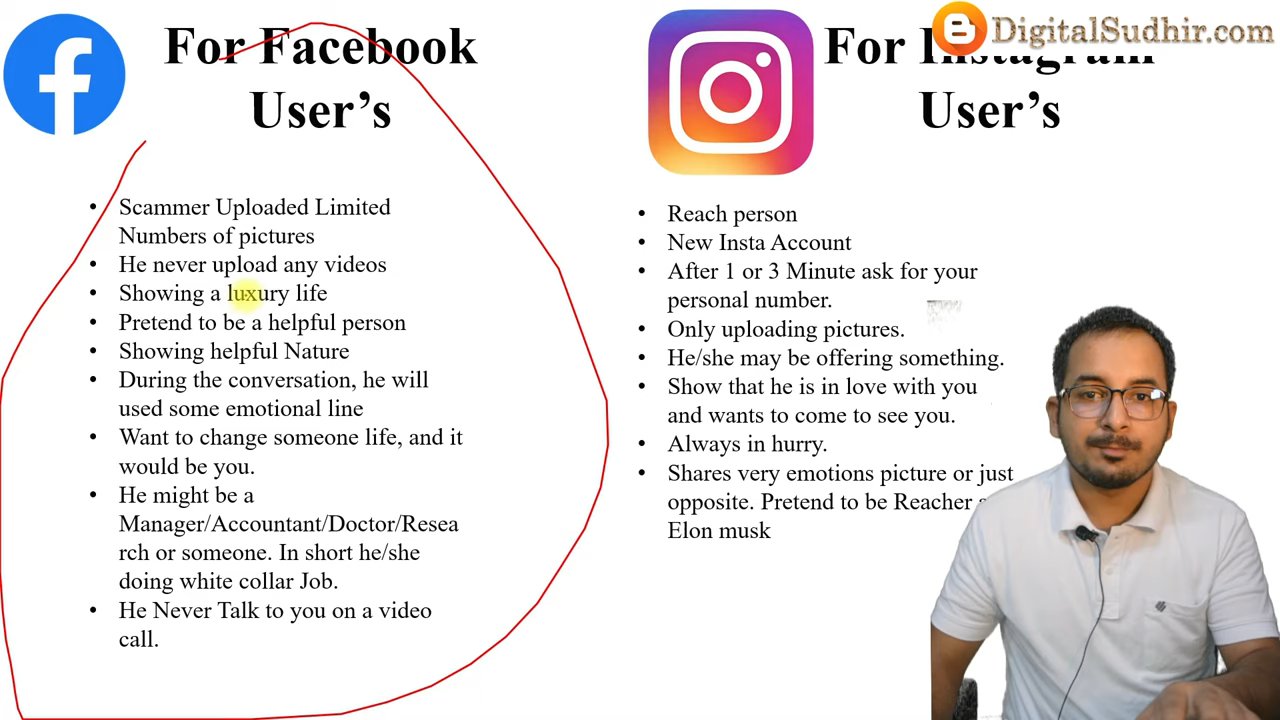 For Facebook
User’s
• Scammer Uploaded Limited
Numbers of pictures
• He never upload any videos
• Showing a luxury life
• Pretend to be a helpful person
• Showing helpful Nature
• During the conversation, he will
used some emotional line
• Want to change someone life, and it
would be you.
• He might be a
Manager/Accountant/Doctor/Resea
rch or someone. In short he/she
doing white collar Job.
• He Never Talk to you on a video
call.
DigitalSudhir.com
For Instagram
User’s
• Reach person
• New Insta Account
• After 1 or 3 Minute ask for your
personal number.
• Only uploading pictures.
• He/she may be offering something.
• Show that he is in love with you
and wants to come to see you.
• Always in hurry.
• Shares very emotions picture or just
opposite. Pretend to be Reacher
Elon musk